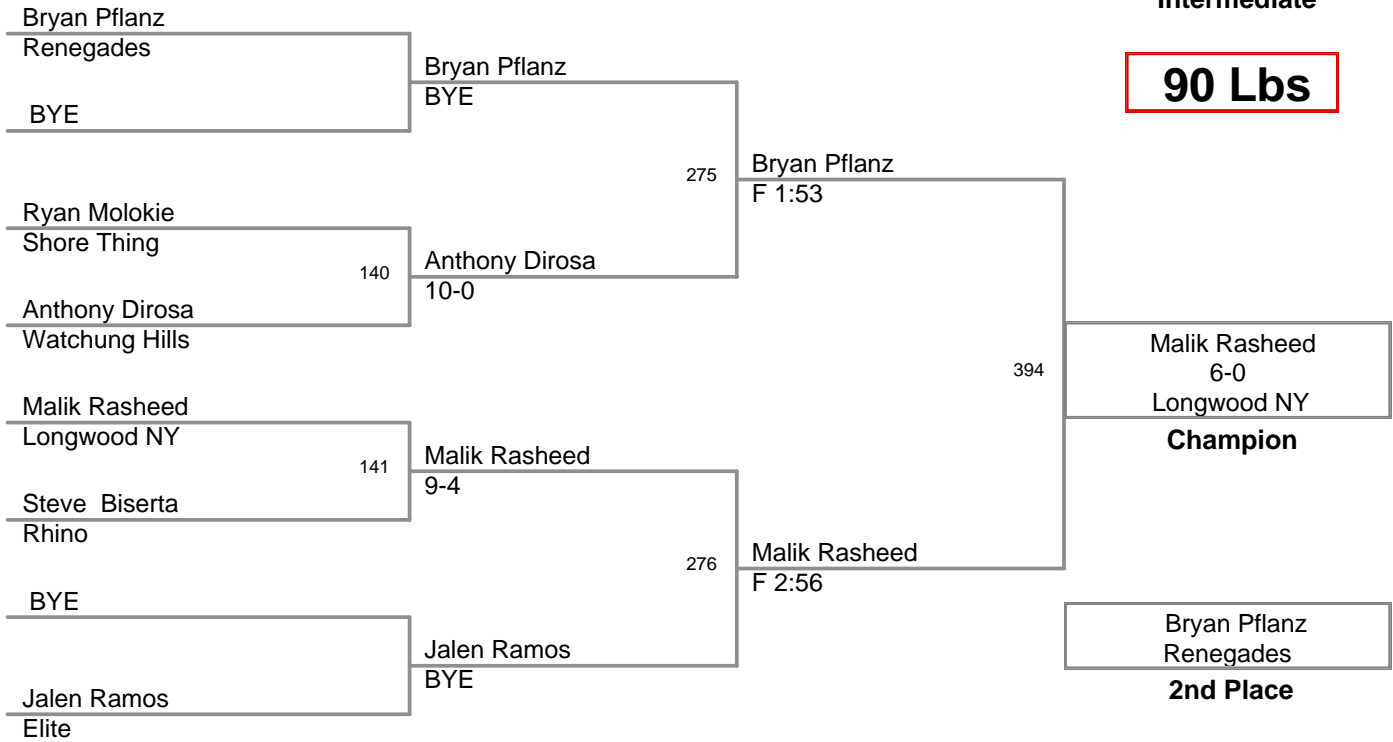 Intermediate
90 Lbs
Bryan Pflanz
Renegades
BYE
Ryan Molokie
Shore Thing
140
Anthony Dirosa
Watchung Hills
Malik Rasheed
Longwood NY
141
Steve Biserta
Rhino
BYE
Jalen Ramos
Elite
Bryan Pflanz
BYE
275
Anthony Dirosa
10-0
Malik Rasheed
9-4
276
Jalen Ramos
BYE
Bryan Pflanz
F 1:53
394
Malik Rasheed
F 2:56
Malik Rasheed
6-0
Longwood NY
Champion
Bryan Pflanz
Renegades
2nd Place